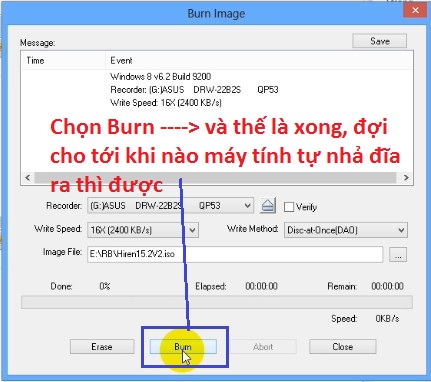 Burn Image
Message:
Save
Time Event
Windows 8 v6.2 Build 9200
Recorder: (G:)ASUS DRW-22B2S QP53
Write Speed: 16X (2400 KB/s)
Chọn Burn ----> và thế là xong, đợi
cho tới khi nào máy tính tự nhả đĩa
ra thì được
Recorder: (G:)ASUS DRW-22B2S QP53 Verify
Write Speed: 16X (2400 KB/s) Write Method: Disc-at-Once(DAO)
Image File: E:\RB\Hiren15.2V2.iso ...
Done: 0% Elapsed: 00:00:00 Remain: 00:00:00
Speed: 0KB/s
Erase Burn Abort Close